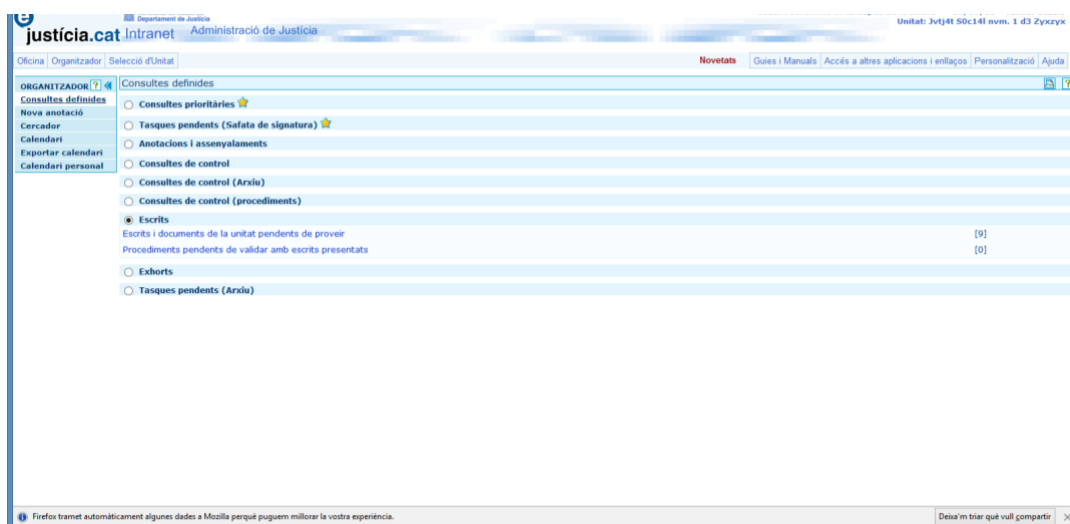 e
Departament de Justícia
justícia.cat Intranet Administració de Justícia
Unitat: Jvtj4t S0c14l nvm. 1 d3 Zyxzyx
Oficina Organitzador Selecció d'Unitat Novetats Guies i Manuals Accés a altres aplicacions i enllaços Personalització Ajuda
ORGANITZADOR ? Consultes definides ?
Consultes definides
Nova anotació
Cercador
Calendari
Exportar calendari
Calendari personal
Consultes prioritàries
Tasques pendents (Safata de signatura)
Anotacions i assenyalaments
Consultes de control
Consultes de control (Arxiu)
Consultes de control (procediments)
Escrits
Escrits i documents de la unitat pendents de proveir [9]
Procediments pendents de validar amb escrits presentats [0]
Exhorts
Tasques pendents (Arxiu)
Firefox tramet automàticament algunes dades a Mozilla perquè puguem millorar la vostra experiència. Deixa'm triar què vull compartir